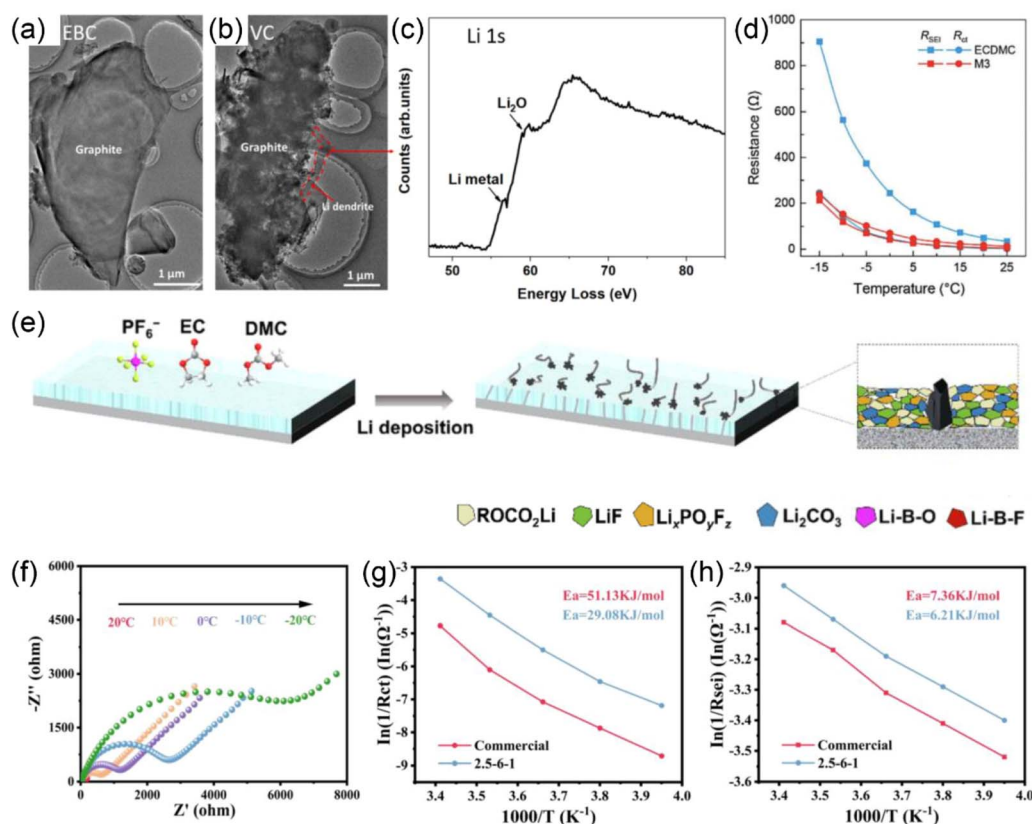 (a) EBC
Graphite
1 μm
(b) VC
Graphite
Li dendrite
1 μm
(c)
Li 1s
Li₂O
Li metal
Counts (arb.units)
50 60 70 80
Energy Loss (eV)
(d)
1000
800
600
400
200
0
Resistance (Ω)
R_SEI R_ct
ECDMC
M3
-15 -5 5 15 25
Temperature (°C)
(e)
PF₆⁻ EC DMC
Li deposition
ROCO₂Li LiF LiₓPOᵧF_z Li₂CO₃ Li-B-O Li-B-F
(f)
6000
4500
3000
1500
0
-Z'' (ohm)
20℃ 10℃ 0℃ -10℃ -20℃
0 2000 4000 6000 8000
Z' (ohm)
(g)
-3
-4
-5
-6
-7
-8
-9
ln(1/Rct) (ln(Ω⁻¹)
Ea=51.13KJ/mol
Ea=29.08KJ/mol
Commercial
2.5-6-1
3.4 3.5 3.6 3.7 3.8 3.9 4.0
1000/T (K⁻¹)
(h)
-2.9
-3.0
-3.1
-3.2
-3.3
-3.4
-3.5
-3.6
ln(1/Rsei) (ln(Ω⁻¹)
Ea=7.36KJ/mol
Ea=6.21KJ/mol
Commercial
2.5-6-1
3.4 3.5 3.6 3.7 3.8 3.9 4.0
1000/T (K⁻¹)